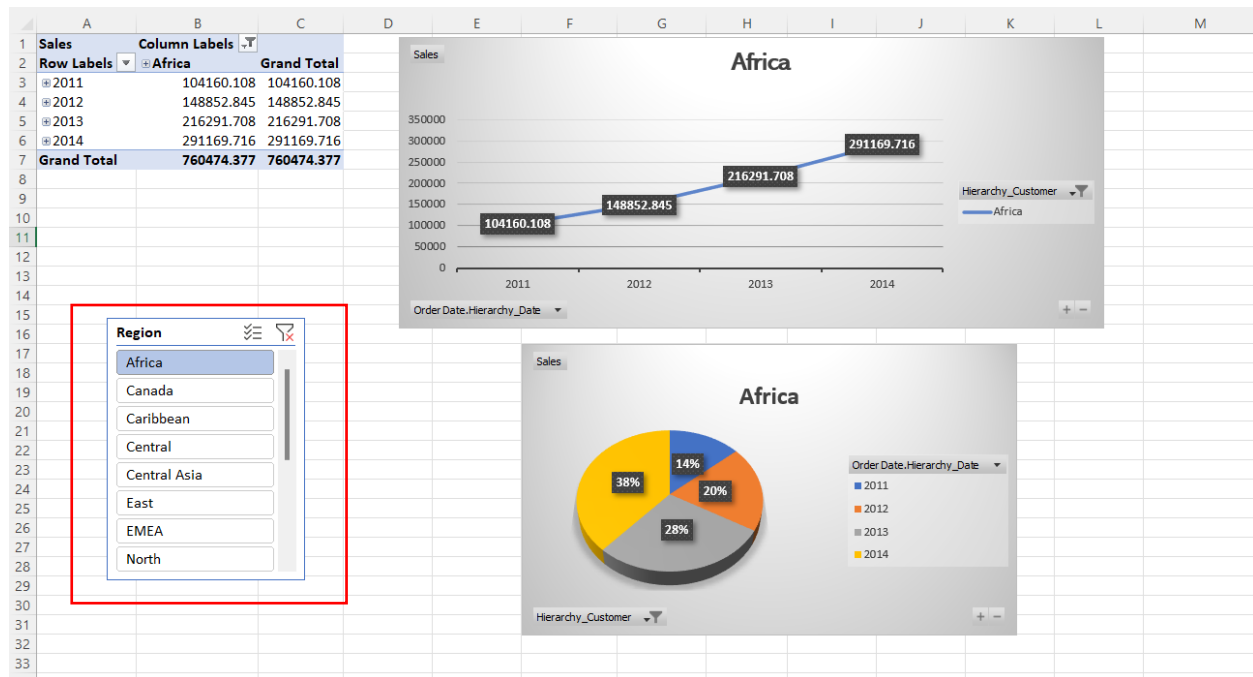 A B C D E F G H I J K L M
1 Sales Column Labels
2 Row Labels Africa Grand Total
3 2011 104160.108 104160.108
4 2012 148852.845 148852.845
5 2013 216291.708 216291.708
6 2014 291169.716 291169.716
7 Grand Total 760474.377 760474.377
8
9
10
11
12
13
14
15
16
17
18
19
20
21
22
23
24
25
26
27
28
29
30
31
32
33
Sales
Africa
350000
300000
250000
200000
150000
100000
50000
0
104160.108
148852.845
216291.708
291169.716
2011 2012 2013 2014
Hierarchy_Customer
Africa
Order Date.Hierarchy_Date
+ −
Region
Africa
Canada
Caribbean
Central
Central Asia
East
EMEA
North
Sales
Africa
14%
20%
28%
38%
Order Date.Hierarchy_Date
2011
2012
2013
2014
Hierarchy_Customer
+ −